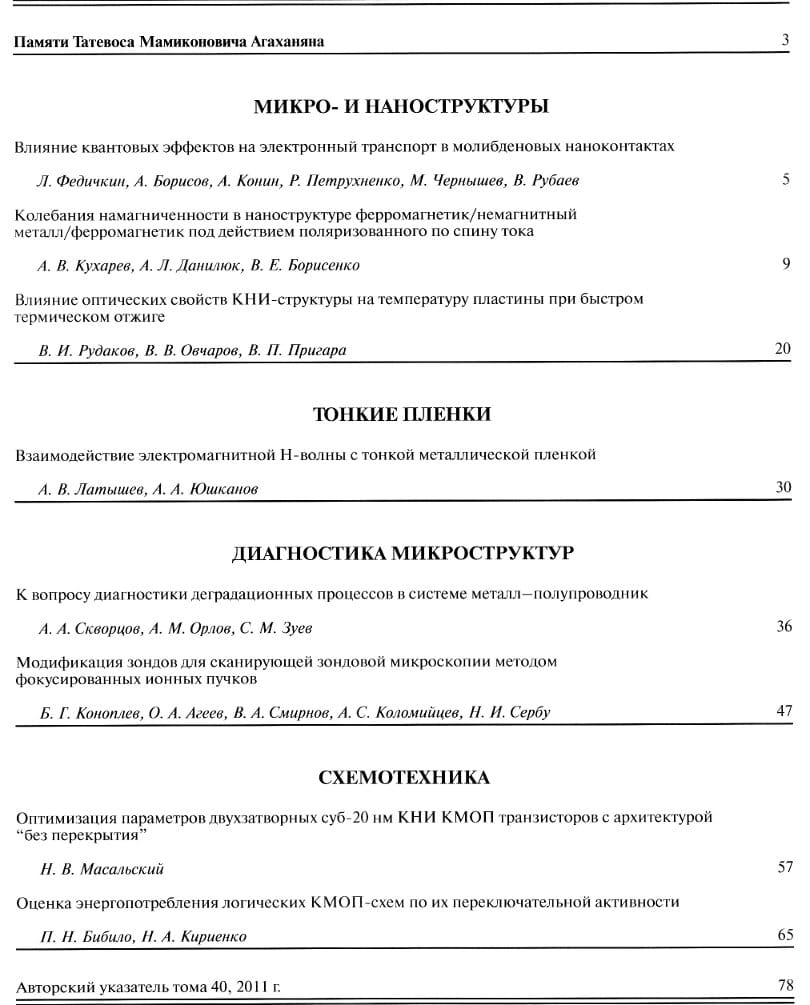 Памяти Татевоса Мамиконовича Агаханяна 3
МИКРО- И НАНОСТРУКТУРЫ
Влияние квантовых эффектов на электронный транспорт в молибденовых наноконтактах
Л. Федичкин, А. Борисов, А. Конин, Р. Петрухненко, М. Чернышев, В. Рубаев 5
Колебания намагниченности в наноструктуре ферромагнетик/немагнитный
металл/ферромагнетик под действием поляризованного по спину тока
А. В. Кухарев, А. Л. Данилюк, В. Е. Борисенко 9
Влияние оптических свойств КНИ-структуры на температуру пластины при быстром
термическом отжиге
В. И. Рудаков, В. В. Овчаров, В. П. Пригара 20
ТОНКИЕ ПЛЕНКИ
Взаимодействие электромагнитной Н-волны с тонкой металлической пленкой
А. В. Латышев, А. А. Юшканов 30
ДИАГНОСТИКА МИКРОСТРУКТУР
К вопросу диагностики деградационных процессов в системе металл–полупроводник
А. А. Скворцов, А. М. Орлов, С. М. Зуев 36
Модификация зондов для сканирующей зондовой микроскопии методом
фокусированных ионных пучков
Б. Г. Коноплев, О. А. Агеев, В. А. Смирнов, А. С. Коломийцев, Н. И. Сербу 47
СХЕМОТЕХНИКА
Оптимизация параметров двухзатворных суб-20 нм КНИ КМОП транзисторов с архитектурой
“без перекрытия”
Н. В. Масальский 57
Оценка энергопотребления логических КМОП-схем по их переключательной активности
П. Н. Бибило, Н. А. Кириенко 65
Авторский указатель тома 40, 2011 г. 78